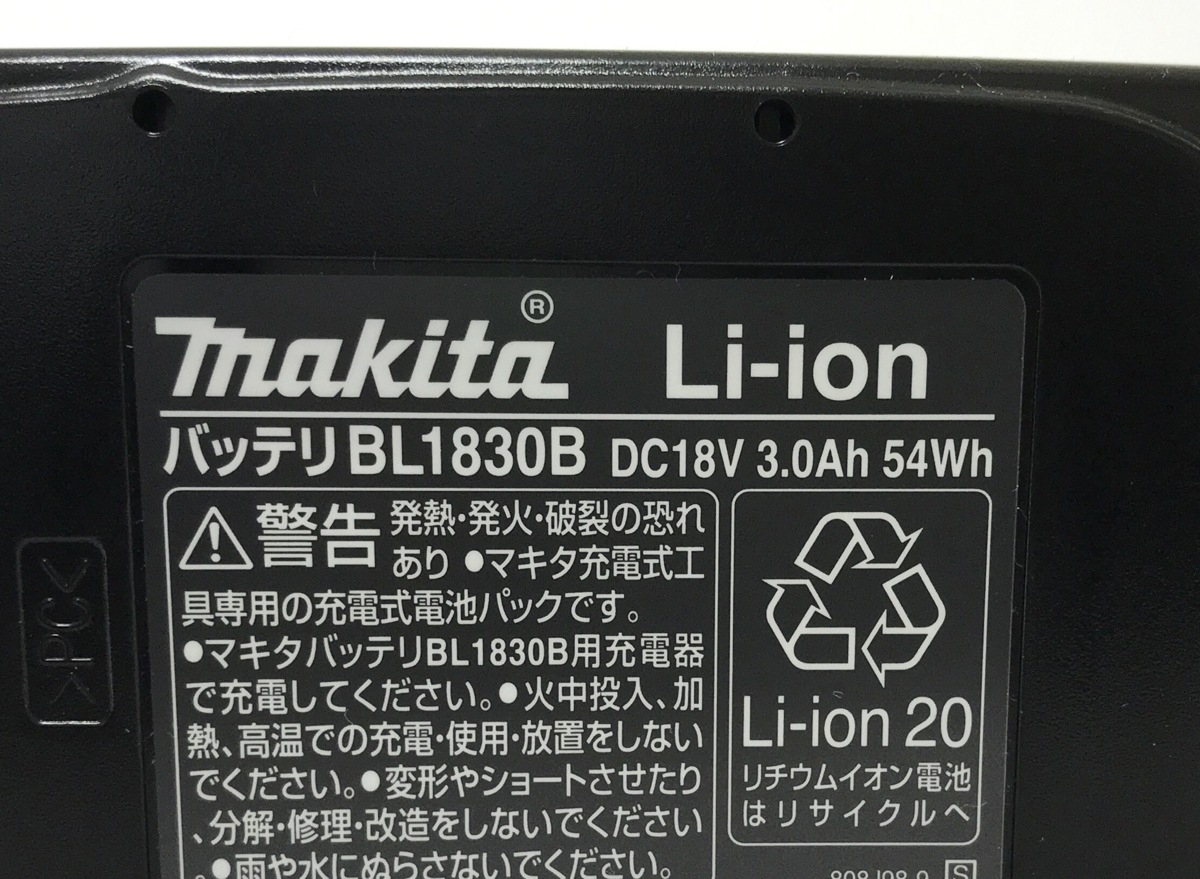 makita® Li-ion
バッテリBL1830B DC18V 3.0Ah 54Wh
警告 発熱・発火・破裂の恐れ
あり ●マキタ充電式工
具専用の充電式電池パックです。
●マキタバッテリBL1830B用充電器
で充電してください。●火中投入、加
熱、高温での充電・使用・放置をしない
でください。●変形やショートさせたり
、分解・修理・改造をしないでください
。●雨や水にぬらさないでください。
Li-ion 20
リチウムイオン電池
はリサイクルへ
S
>PC<